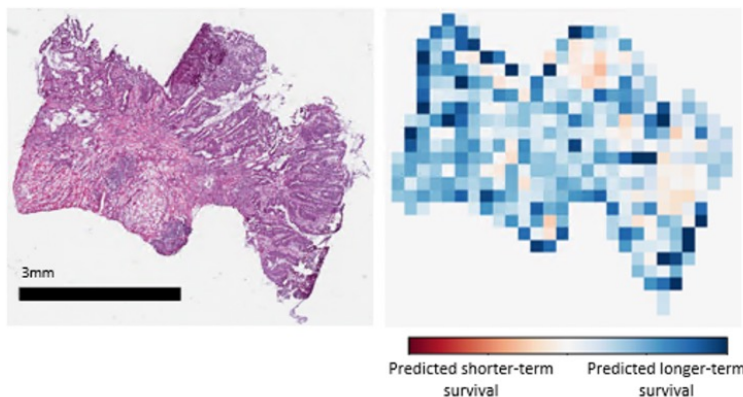 3mm
Predicted shorter-term
survival
Predicted longer-term
survival